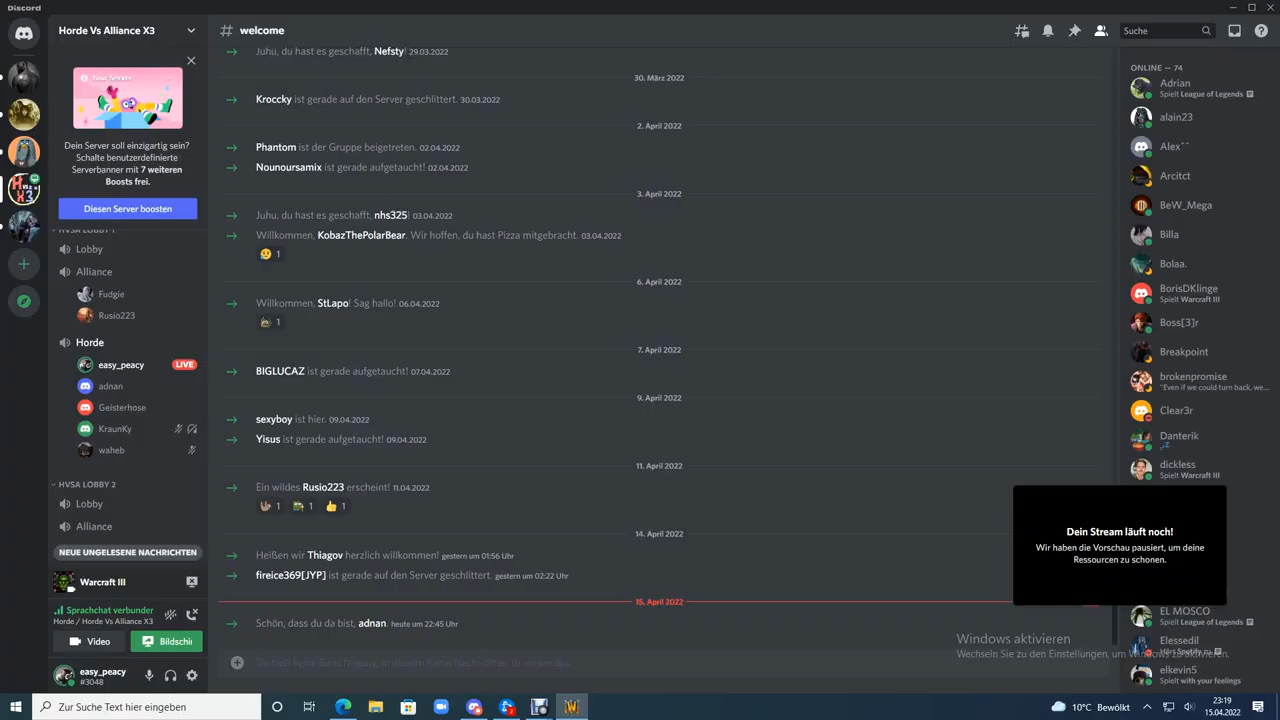 Discord
Horde Vs Alliance X3
Your Server
Dein Server soll einzigartig sein?
Schalte benutzerdefinierte
Serverbanner mit 7 weiteren
Boosts frei.
Diesen Server boosten
HVSA LOBBY 1
Lobby
Alliance
Fudgie
Rusio223
Horde
easy_peacy LIVE
adnan
Geisterhose
KraunKy
waheb
HVSA LOBBY 2
Lobby
Alliance
NEUE UNGELESENE NACHRICHTEN
Warcraft III
Sprachchat verbunden
Horde / Horde Vs Alliance X3
Video
Bildschi
easy_peacy
#3048
# welcome
Suche
Juhu, du hast es geschafft, Nefsty! 29.03.2022
30. März 2022
Kroccky ist gerade auf den Server geschlittert. 30.03.2022
2. April 2022
Phantom ist der Gruppe beigetreten. 02.04.2022
Nounoursamix ist gerade aufgetaucht! 02.04.2022
3. April 2022
Juhu, du hast es geschafft, nhs325! 03.04.2022
Willkommen, KobazThePolarBear. Wir hoffen, du hast Pizza mitgebracht. 03.04.2022
1
6. April 2022
Willkommen, StLapo! Sag hallo! 06.04.2022
1
7. April 2022
BIGLUCAZ ist gerade aufgetaucht! 07.04.2022
9. April 2022
sexyboy ist hier. 09.04.2022
Yisus ist gerade aufgetaucht! 09.04.2022
11. April 2022
Ein wildes Rusio223 erscheint! 11.04.2022
1 1 1
14. April 2022
Heißen wir Thiagov herzlich willkommen! gestern um 01:56 Uhr
fireice369[JYP] ist gerade auf den Server geschlittert. gestern um 02:22 Uhr
15. April 2022
Schön, dass du da bist, adnan. heute um 22:45 Uhr
ONLINE — 74
Adrian
Spielt League of Legends
alain23
Alex^^
Arcitct
BeW_Mega
Billa
Bolaa.
BorisDKlinge
Spielt Warcraft III
Boss[3]r
Breakpoint
brokenpromise
"Even if we could turn back, we...
Clear3r
Danterik
dickless
Spielt Warcraft III
Dein Stream läuft noch!
Wir haben die Vorschau pausiert, um deine
Ressourcen zu schonen.
EL MOSCO
Spielt League of Legends
Elessedil
Hört Spotify zu
elkevin5
Spielt with your feelings
Windows aktivieren
Wechseln Sie zu den Einstellungen, um Windows zu aktivieren.
Zur Suche Text hier eingeben
10°C Bewölkt
23:19
15.04.2022